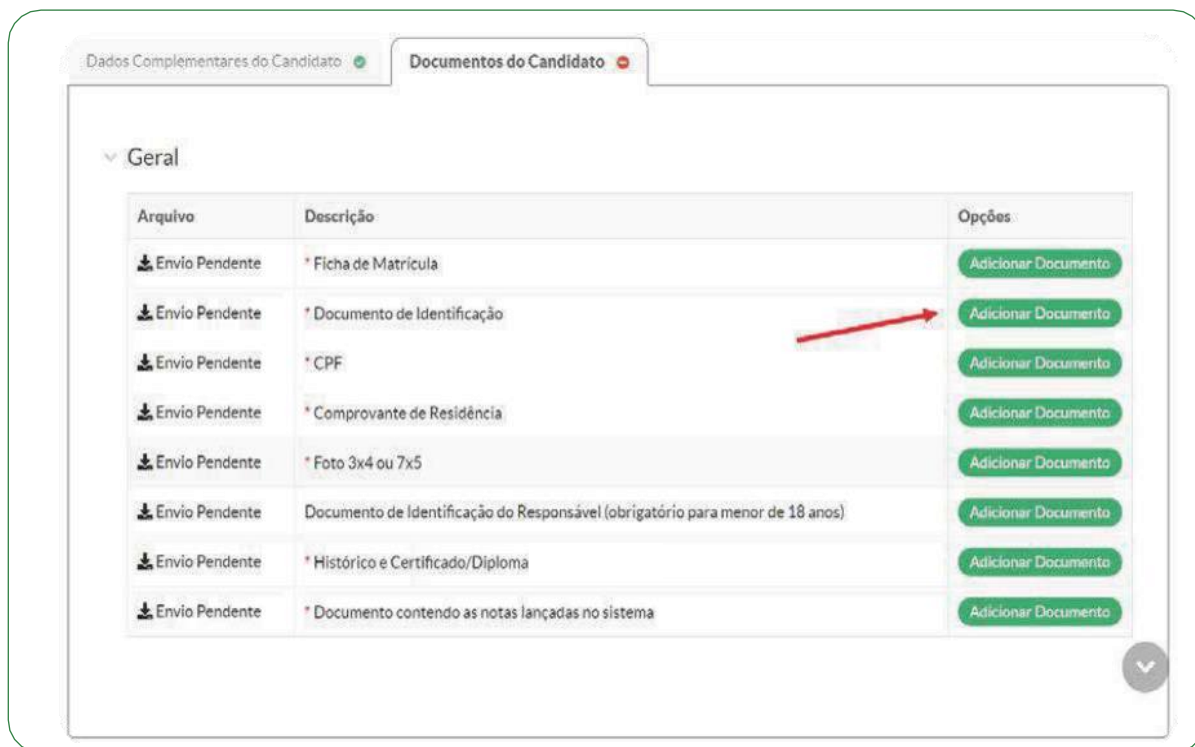 Dados Complementares do Candidato
Documentos do Candidato
Geral
Arquivo Descrição Opções
Envio Pendente * Ficha de Matrícula Adicionar Documento
Envio Pendente * Documento de Identificação Adicionar Documento
Envio Pendente * CPF Adicionar Documento
Envio Pendente * Comprovante de Residência Adicionar Documento
Envio Pendente * Foto 3x4 ou 7x5 Adicionar Documento
Envio Pendente Documento de Identificação do Responsável (obrigatório para menor de 18 anos) Adicionar Documento
Envio Pendente * Histórico e Certificado/Diploma Adicionar Documento
Envio Pendente * Documento contendo as notas lançadas no sistema Adicionar Documento